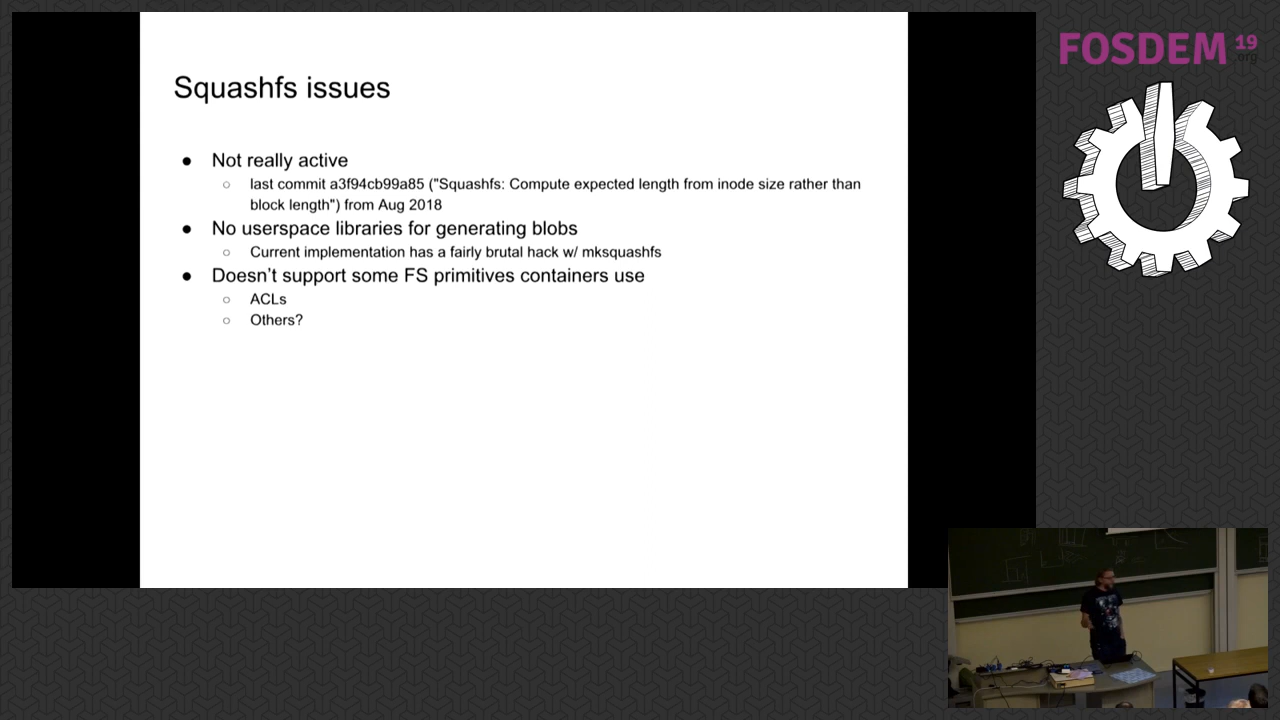 Squashfs issues
● Not really active
○ last commit a3f94cb99a85 ("Squashfs: Compute expected length from inode size rather than
block length") from Aug 2018
● No userspace libraries for generating blobs
○ Current implementation has a fairly brutal hack w/ mksquashfs
● Doesn't support some FS primitives containers use
○ ACLs
○ Others?
FOSDEM 19
.org